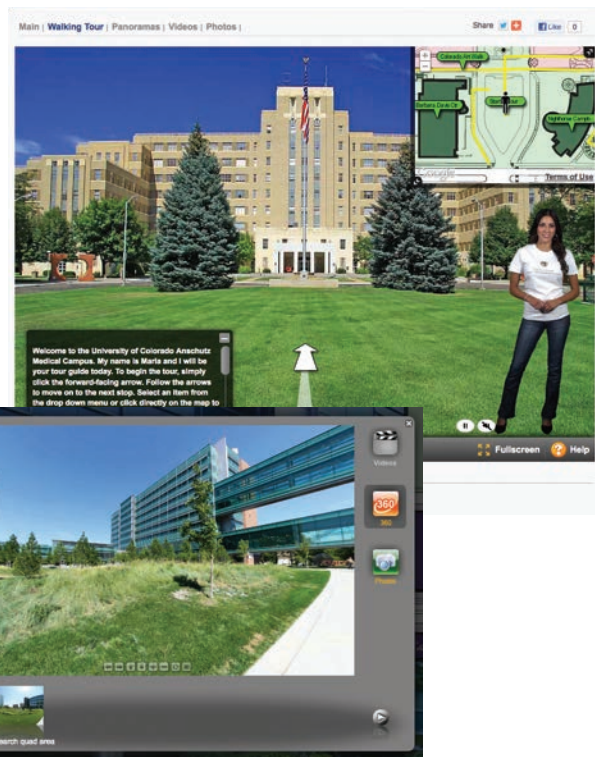 Main | Walking Tour | Panoramas | Videos | Photos |
Share
Like 0
Colorado Art Walk
Barbara Davis Ctr
Nighthorse Campb
Google
Terms of Use
Welcome to the University of Colorado Anschutz
Medical Campus. My name is Maria and I will be
your tour guide today. To begin the tour, simply
click the forward-facing arrow. Follow the arrows
to move on to the next stop. Select an item from
the drop down menu or click directly on the map to
Fullscreen
Help
Videos
360
360
Photos
search quad area